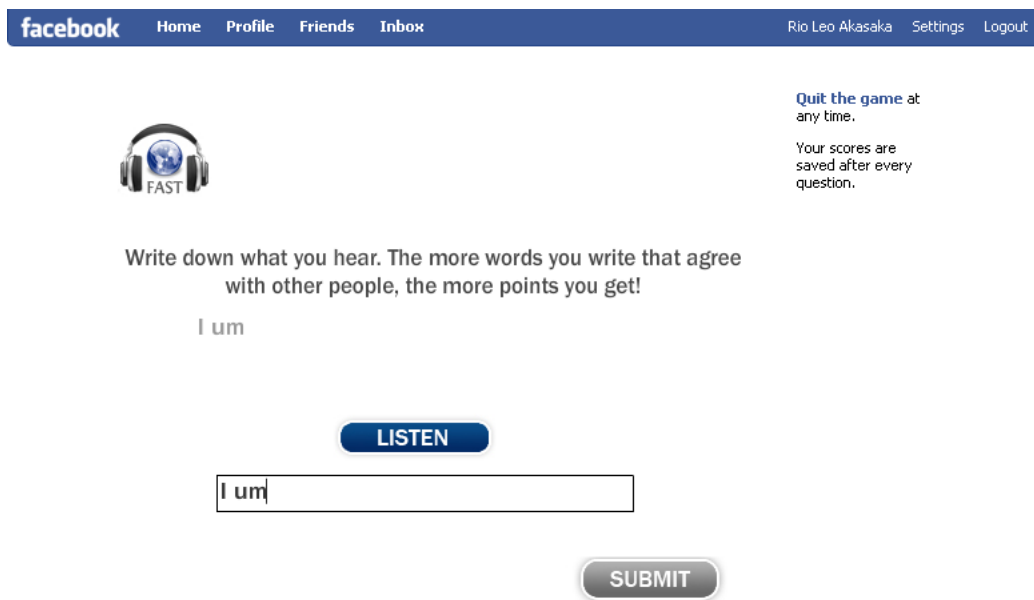 facebook Home Profile Friends Inbox Rio Leo Akasaka Settings Logout
Quit the game at
any time.
Your scores are
saved after every
question.
FAST
Write down what you hear. The more words you write that agree
with other people, the more points you get!
I um
LISTEN
I um
SUBMIT